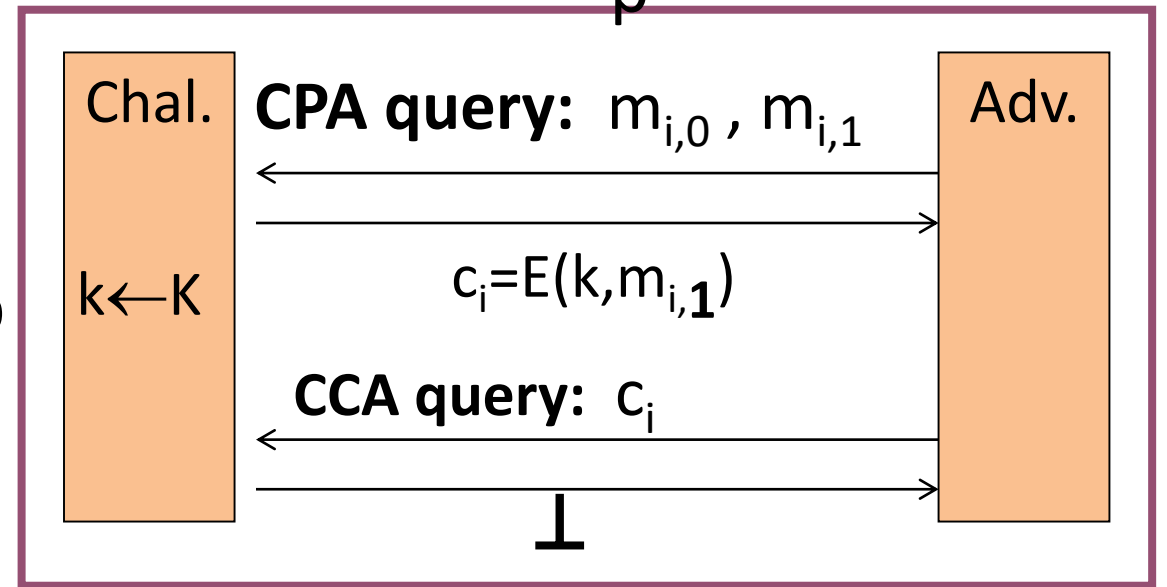 p
Chal.
CPA query: m_{i,0} , m_{i,1}
Adv.
k←K
c_i=E(k,m_{i,1})
CCA query: c_i
⊥